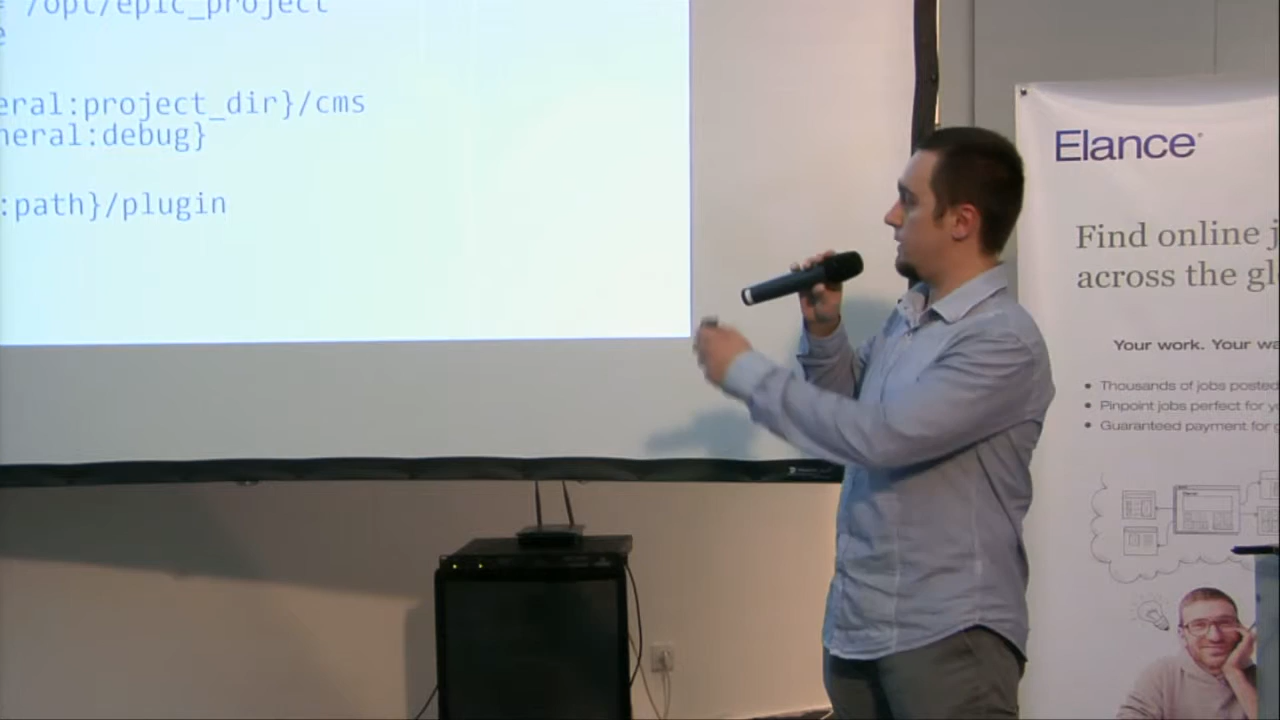 /opt/epic_project
e
eral:project_dir}/cms
neral:debug}
:path}/plugin
Elance
Find online j
across the gl
Your work. Your wa
• Thousands of jobs posted
• Pinpoint jobs perfect for y
• Guaranteed payment for